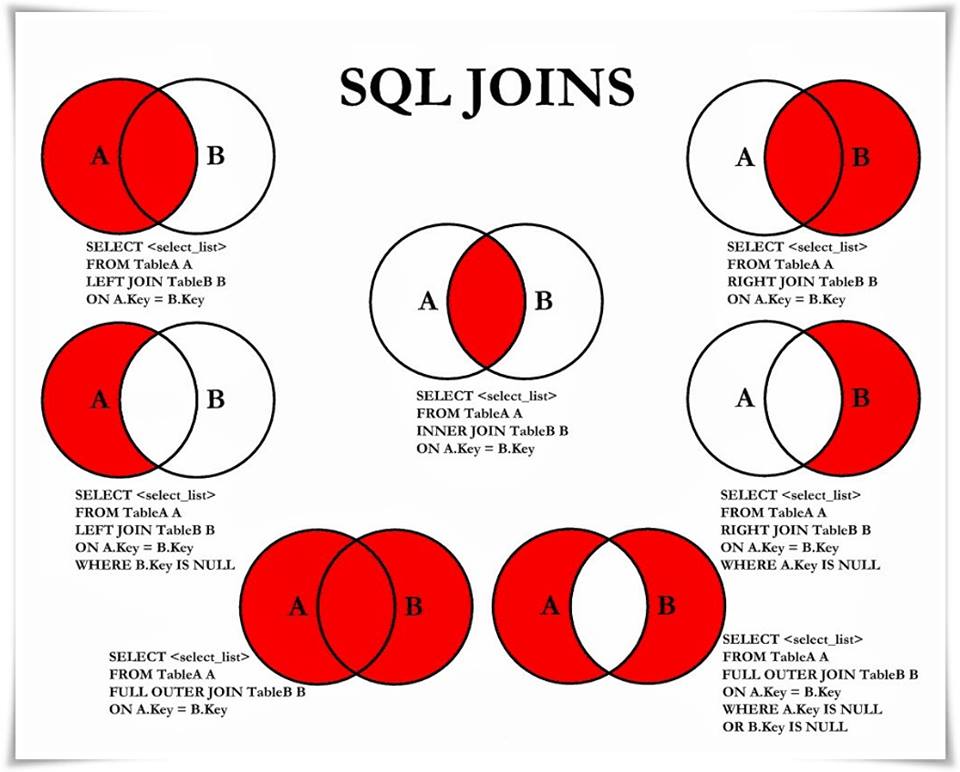 SQL JOINS
A B
SELECT <select_list>
FROM TableA A
LEFT JOIN TableB B
ON A.Key = B.Key
A B
SELECT <select_list>
FROM TableA A
RIGHT JOIN TableB B
ON A.Key = B.Key
A B
SELECT <select_list>
FROM TableA A
INNER JOIN TableB B
ON A.Key = B.Key
A B
SELECT <select_list>
FROM TableA A
LEFT JOIN TableB B
ON A.Key = B.Key
WHERE B.Key IS NULL
A B
SELECT <select_list>
FROM TableA A
RIGHT JOIN TableB B
ON A.Key = B.Key
WHERE A.Key IS NULL
A B
SELECT <select_list>
FROM TableA A
FULL OUTER JOIN TableB B
ON A.Key = B.Key
A B
SELECT <select_list>
FROM TableA A
FULL OUTER JOIN TableB B
ON A.Key = B.Key
WHERE A.Key IS NULL
OR B.Key IS NULL